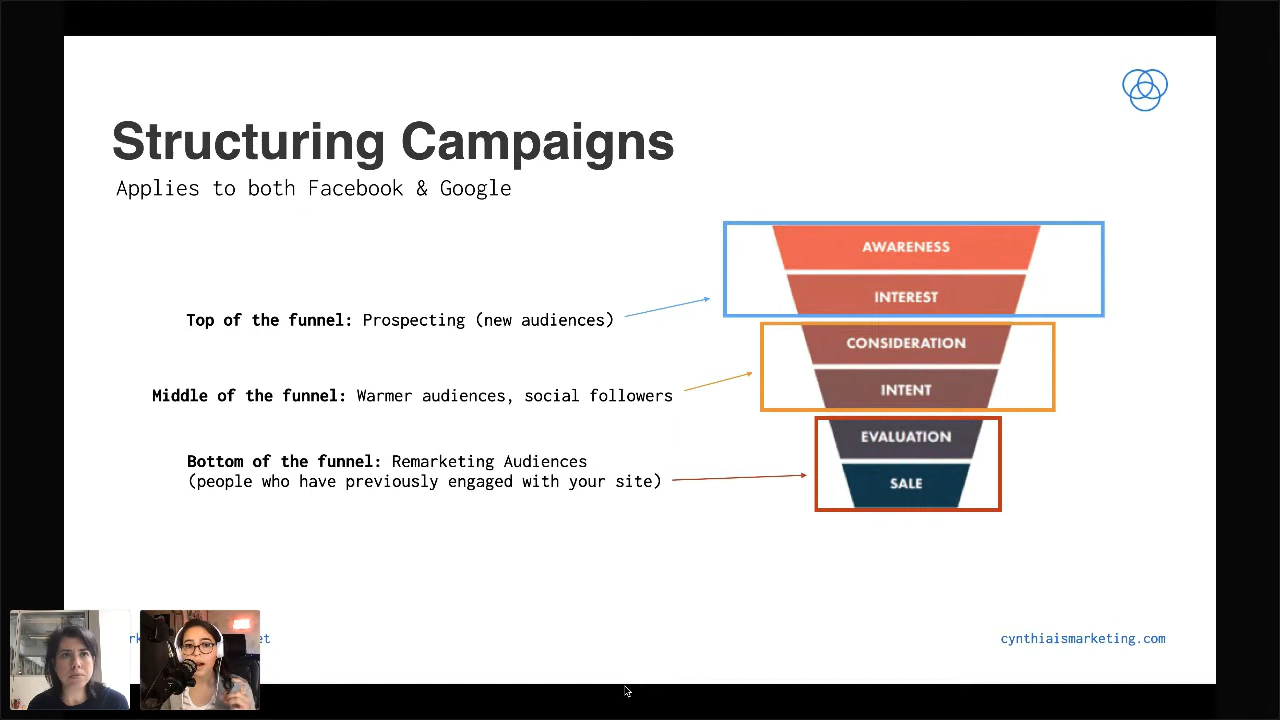 Structuring Campaigns
Applies to both Facebook & Google
AWARENESS
INTEREST
Top of the funnel: Prospecting (new audiences)
CONSIDERATION
INTENT
Middle of the funnel: Warmer audiences, social followers
EVALUATION
SALE
Bottom of the funnel: Remarketing Audiences
(people who have previously engaged with your site)
cynthiaismarketing.com